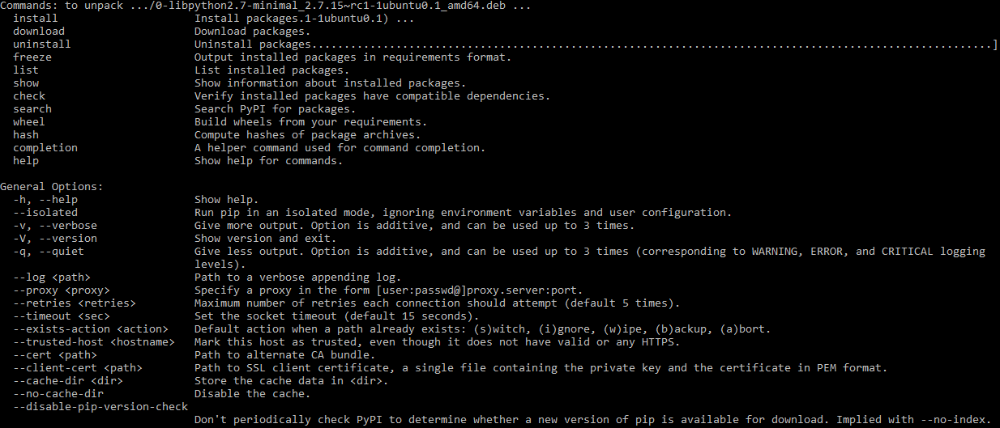 Commands: to unpack .../0-libpython2.7-minimal_2.7.15~rc1-1ubuntu0.1_amd64.deb ...
  install                     Install packages.1-1ubuntu0.1) ...
  download                    Download packages.
  uninstall                   Uninstall packages.........................................................................................................]
  freeze                      Output installed packages in requirements format.
  list                        List installed packages.
  show                        Show information about installed packages.
  check                       Verify installed packages have compatible dependencies.
  search                      Search PyPI for packages.
  wheel                       Build wheels from your requirements.
  hash                        Compute hashes of package archives.
  completion                  A helper command used for command completion.
  help                        Show help for commands.

General Options:
  -h, --help                  Show help.
  --isolated                  Run pip in an isolated mode, ignoring environment variables and user configuration.
  -v, --verbose               Give more output. Option is additive, and can be used up to 3 times.
  -V, --version               Show version and exit.
  -q, --quiet                 Give less output. Option is additive, and can be used up to 3 times (corresponding to WARNING, ERROR, and CRITICAL logging
                              levels).
  --log <path>                Path to a verbose appending log.
  --proxy <proxy>             Specify a proxy in the form [user:passwd@]proxy.server:port.
  --retries <retries>         Maximum number of retries each connection should attempt (default 5 times).
  --timeout <sec>             Set the socket timeout (default 15 seconds).
  --exists-action <action>    Default action when a path already exists: (s)witch, (i)gnore, (w)ipe, (b)ackup, (a)bort.
  --trusted-host <hostname>   Mark this host as trusted, even though it does not have valid or any HTTPS.
  --cert <path>               Path to alternate CA bundle.
  --client-cert <path>        Path to SSL client certificate, a single file containing the private key and the certificate in PEM format.
  --cache-dir <dir>           Store the cache data in <dir>.
  --no-cache-dir              Disable the cache.
  --disable-pip-version-check
                              Don't periodically check PyPI to determine whether a new version of pip is available for download. Implied with --no-index.